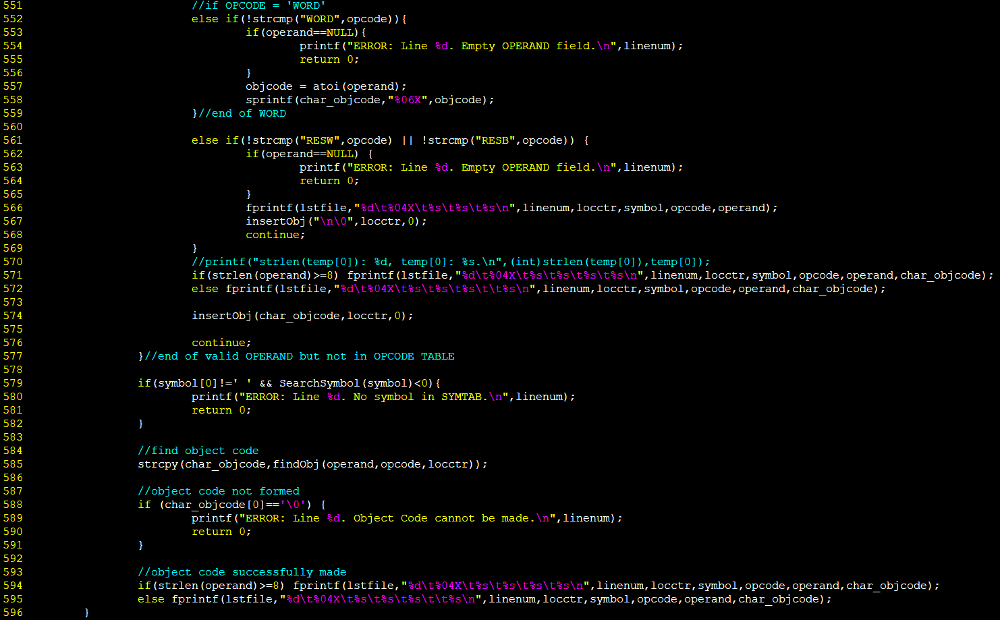 551                         //if OPCODE = 'WORD'
552                         else if(!strcmp("WORD",opcode)){
553                                 if(operand==NULL){
554                                         printf("ERROR: Line %d. Empty OPERAND field.\n",linenum);
555                                         return 0;
556                                 }
557                                 objcode = atoi(operand);
558                                 sprintf(char_objcode,"%06X",objcode);
559                         }//end of WORD
560
561                         else if(!strcmp("RESW",opcode) || !strcmp("RESB",opcode)) {
562                                 if(operand==NULL) {
563                                         printf("ERROR: Line %d. Empty OPERAND field.\n",linenum);
564                                         return 0;
565                                 }
566                                 fprintf(lstfile,"%d\t%04X\t%s\t%s\t%s\n",linenum,locctr,symbol,opcode,operand);
567                                 insertObj("\n\0",locctr,0);
568                                 continue;
569                         }
570                         //printf("strlen(temp[0]): %d, temp[0]: %s.\n",(int)strlen(temp[0]),temp[0]);
571                         if(strlen(operand)>=8) fprintf(lstfile,"%d\t%04X\t%s\t%s\t%s\t%s\n",linenum,locctr,symbol,opcode,operand,char_objcode);
572                         else fprintf(lstfile,"%d\t%04X\t%s\t%s\t%s\t\t%s\n",linenum,locctr,symbol,opcode,operand,char_objcode);
573
574                         insertObj(char_objcode,locctr,0);
575
576                         continue;
577                 }//end of valid OPERAND but not in OPCODE TABLE
578
579                 if(symbol[0]!=' ' && SearchSymbol(symbol)<0){
580                         printf("ERROR: Line %d. No symbol in SYMTAB.\n",linenum);
581                         return 0;
582                 }
583
584                 //find object code
585                 strcpy(char_objcode,findObj(operand,opcode,locctr));
586
587                 //object code not formed
588                 if (char_objcode[0]=='\0') {
589                         printf("ERROR: Line %d. Object Code cannot be made.\n",linenum);
590                         return 0;
591                 }
592
593                 //object code successfully made
594                 if(strlen(operand)>=8) fprintf(lstfile,"%d\t%04X\t%s\t%s\t%s\t%s\n",linenum,locctr,symbol,opcode,operand,char_objcode);
595                 else fprintf(lstfile,"%d\t%04X\t%s\t%s\t%s\t\t%s\n",linenum,locctr,symbol,opcode,operand,char_objcode);
596         }